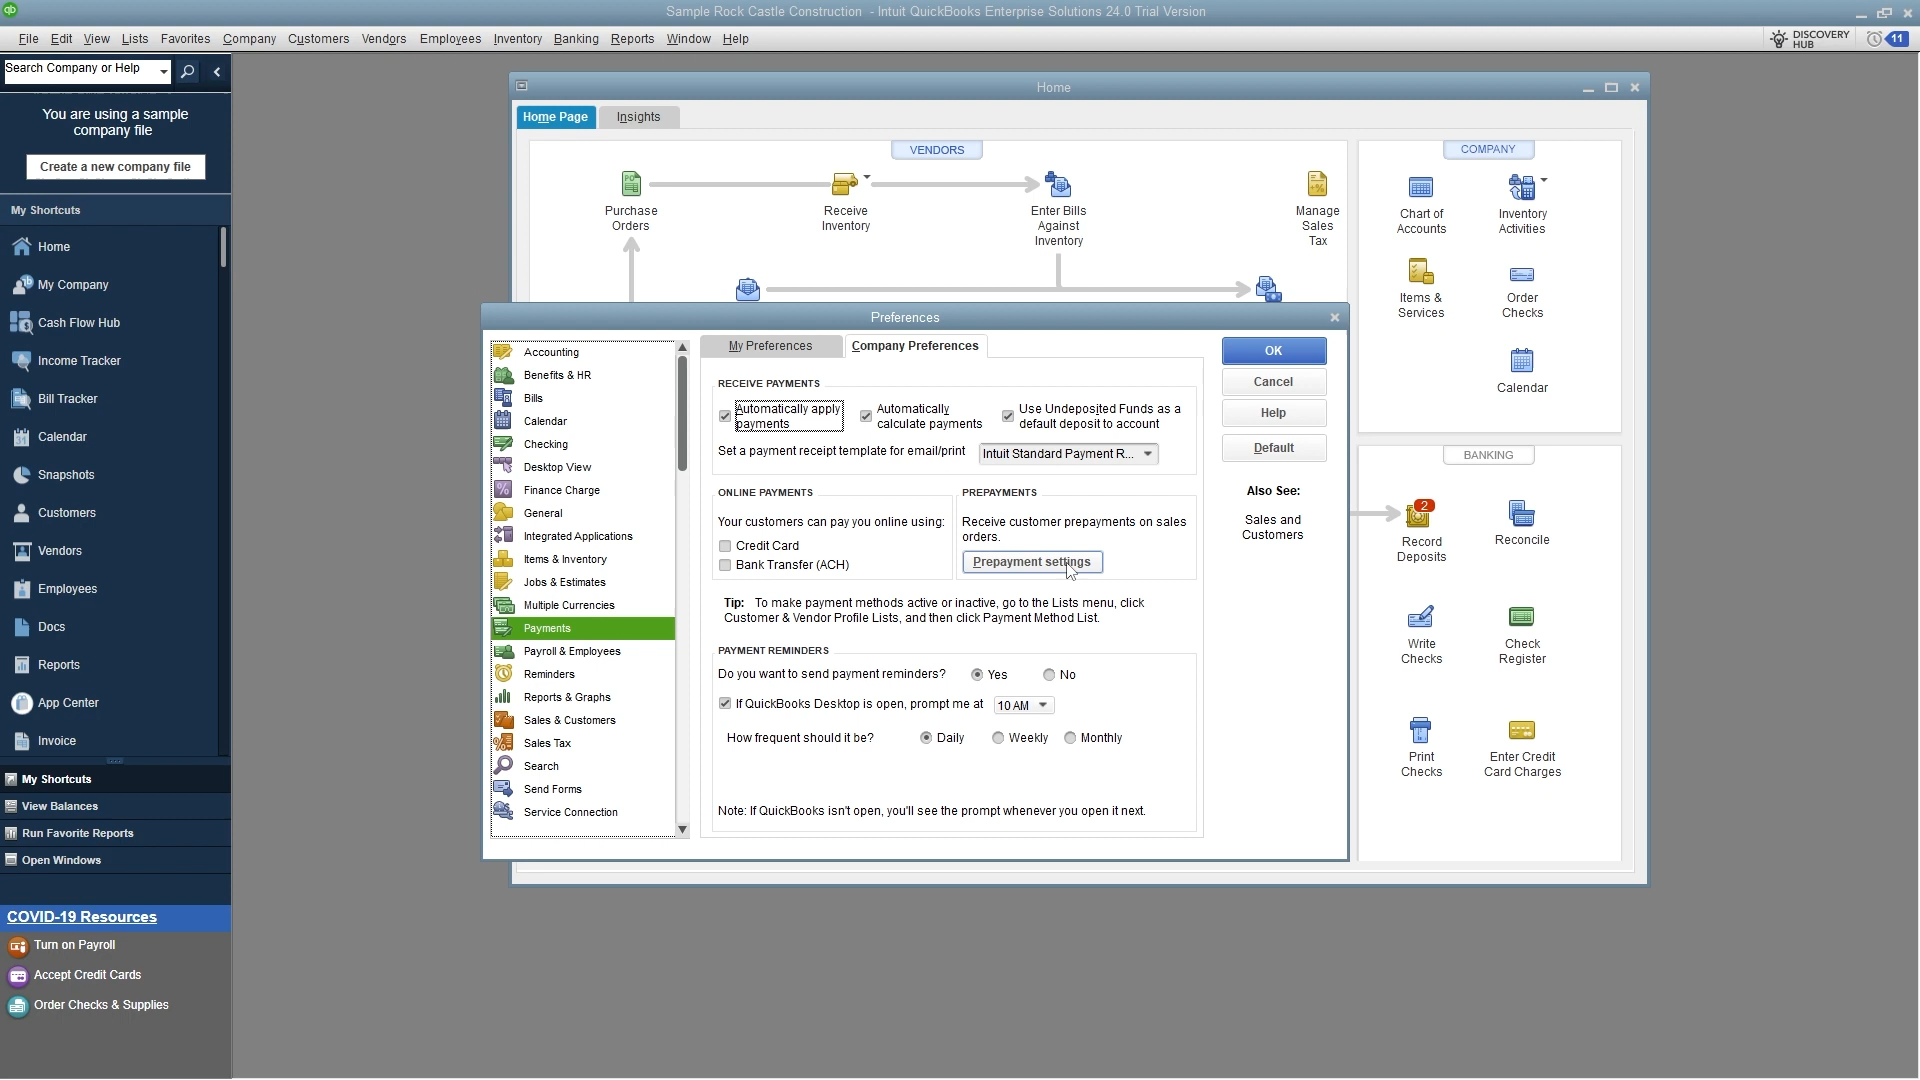 Sample Rock Castle Construction - Intuit QuickBooks Enterprise Solutions 24.0 Trial Version
File Edit View Lists Favorites Company Customers Vendors Employees Inventory Banking Reports Window Help
DISCOVERY
HUB
11
Search Company or Help
You are using a sample
company file
Create a new company file
My Shortcuts
Home
My Company
Cash Flow Hub
Income Tracker
Bill Tracker
Calendar
Snapshots
Customers
Vendors
Employees
Docs
Reports
App Center
Invoice
My Shortcuts
View Balances
Run Favorite Reports
Open Windows
COVID-19 Resources
Turn on Payroll
Accept Credit Cards
Order Checks & Supplies
Home
Home Page
Insights
VENDORS
Purchase
Orders
Receive
Inventory
Enter Bills
Against
Inventory
Manage
Sales
Tax
COMPANY
Chart of
Accounts
Inventory
Activities
Items &
Services
Order
Checks
Calendar
BANKING
2
Record
Deposits
Reconcile
Write
Checks
Check
Register
Print
Checks
Enter Credit
Card Charges
Preferences
Accounting
Benefits & HR
Bills
Calendar
Checking
Desktop View
Finance Charge
General
Integrated Applications
Items & Inventory
Jobs & Estimates
Multiple Currencies
Payments
Payroll & Employees
Reminders
Reports & Graphs
Sales & Customers
Sales Tax
Search
Send Forms
Service Connection
My Preferences
Company Preferences
RECEIVE PAYMENTS
Automatically apply
payments
Automatically
calculate payments
Use Undeposited Funds as a
default deposit to account
Set a payment receipt template for email/print
Intuit Standard Payment R...
ONLINE PAYMENTS
Your customers can pay you online using:
Credit Card
Bank Transfer (ACH)
PREPAYMENTS
Receive customer prepayments on sales
orders.
Prepayment settings
Tip: To make payment methods active or inactive, go to the Lists menu, click
Customer & Vendor Profile Lists, and then click Payment Method List.
PAYMENT REMINDERS
Do you want to send payment reminders? Yes No
If QuickBooks Desktop is open, prompt me at 10 AM
How frequent should it be? Daily Weekly Monthly
Note: If QuickBooks isn't open, you'll see the prompt whenever you open it next.
OK
Cancel
Help
Default
Also See:
Sales and
Customers